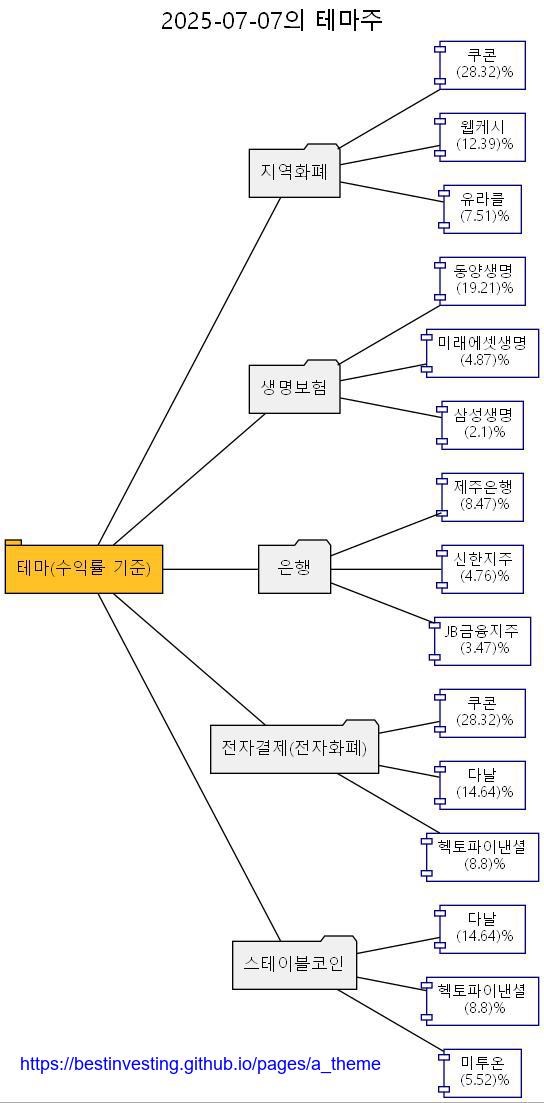 2025-07-07의 테마주
쿠콘
(28.32)%
웹케시
(12.39)%
지역화폐
유라클
(7.51)%
동양생명
(19.21)%
미래에셋생명
(4.87)%
생명보험
삼성생명
(2.1)%
제주은행
(8.47)%
테마(수익률 기준)
은행
신한지주
(4.76)%
JB금융지주
(3.47)%
쿠콘
(28.32)%
전자결제(전자화폐)
다날
(14.64)%
헥토파이낸셜
(8.8)%
다날
(14.64)%
스테이블코인
헥토파이낸셜
(8.8)%
미투온
(5.52)%
https://bestinvesting.github.io/pages/a_theme